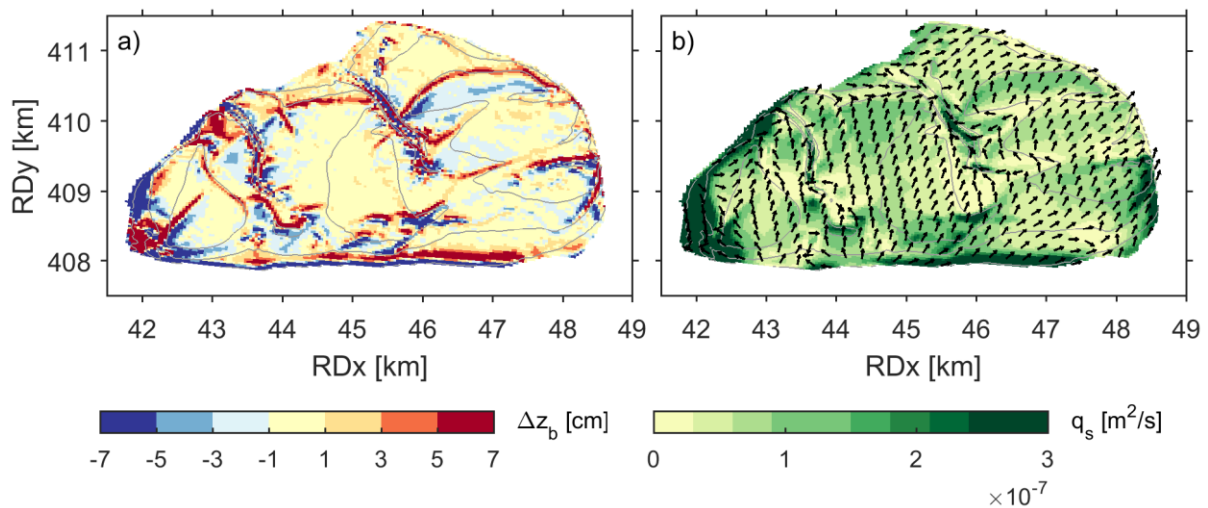 a)
b)
RDy [km]
411
410
409
408
42 43 44 45 46 47 48 49
42 43 44 45 46 47 48 49
RDx [km]
RDx [km]
Δz_b [cm]
q_s [m²/s]
-7 -5 -3 -1 1 3 5 7
0 1 2 3
×10⁻⁷